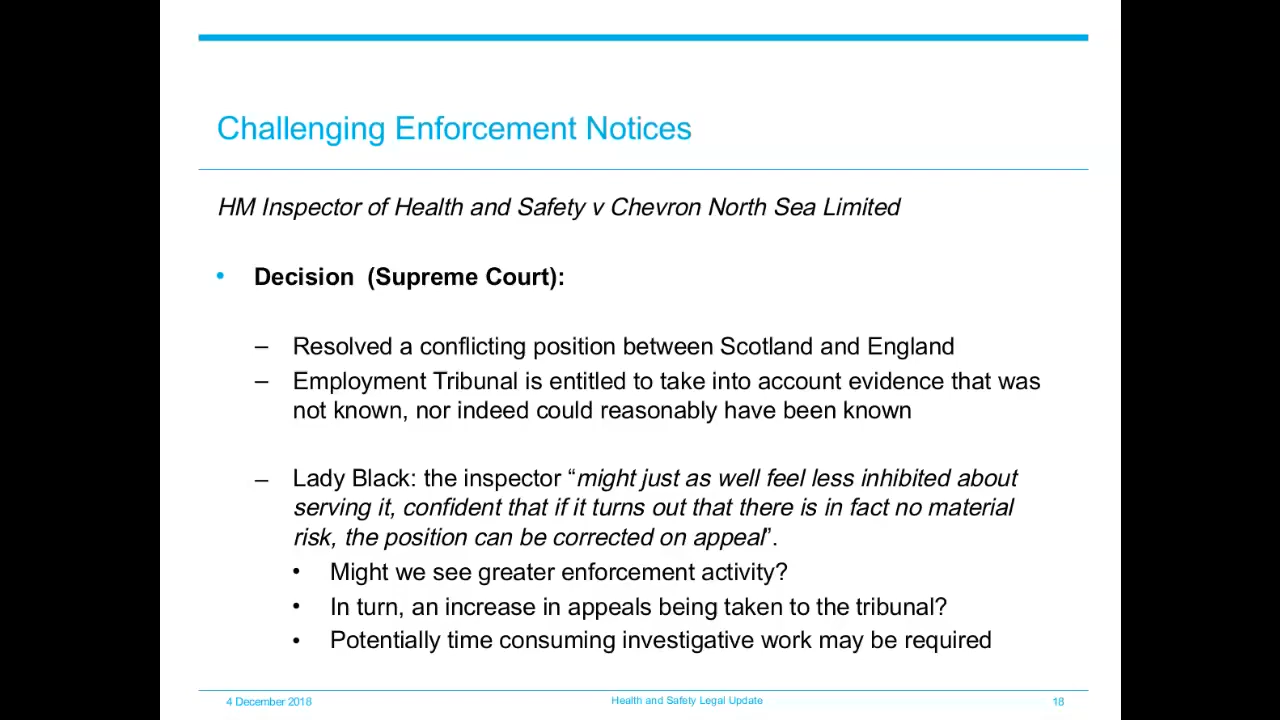 Challenging Enforcement Notices
HM Inspector of Health and Safety v Chevron North Sea Limited
• Decision  (Supreme Court):
– Resolved a conflicting position between Scotland and England
– Employment Tribunal is entitled to take into account evidence that was
not known, nor indeed could reasonably have been known
– Lady Black: the inspector “might just as well feel less inhibited about
serving it, confident that if it turns out that there is in fact no material
risk, the position can be corrected on appeal”.
• Might we see greater enforcement activity?
• In turn, an increase in appeals being taken to the tribunal?
• Potentially time consuming investigative work may be required
4 December 2018
Health and Safety Legal Update
18